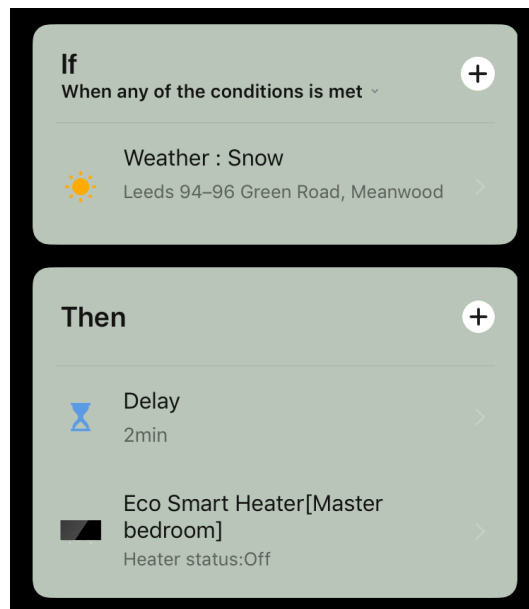 If
When any of the conditions is met
Weather : Snow
Leeds 94–96 Green Road, Meanwood
Then
Delay
2min
Eco Smart Heater[Master
bedroom]
Heater status:Off